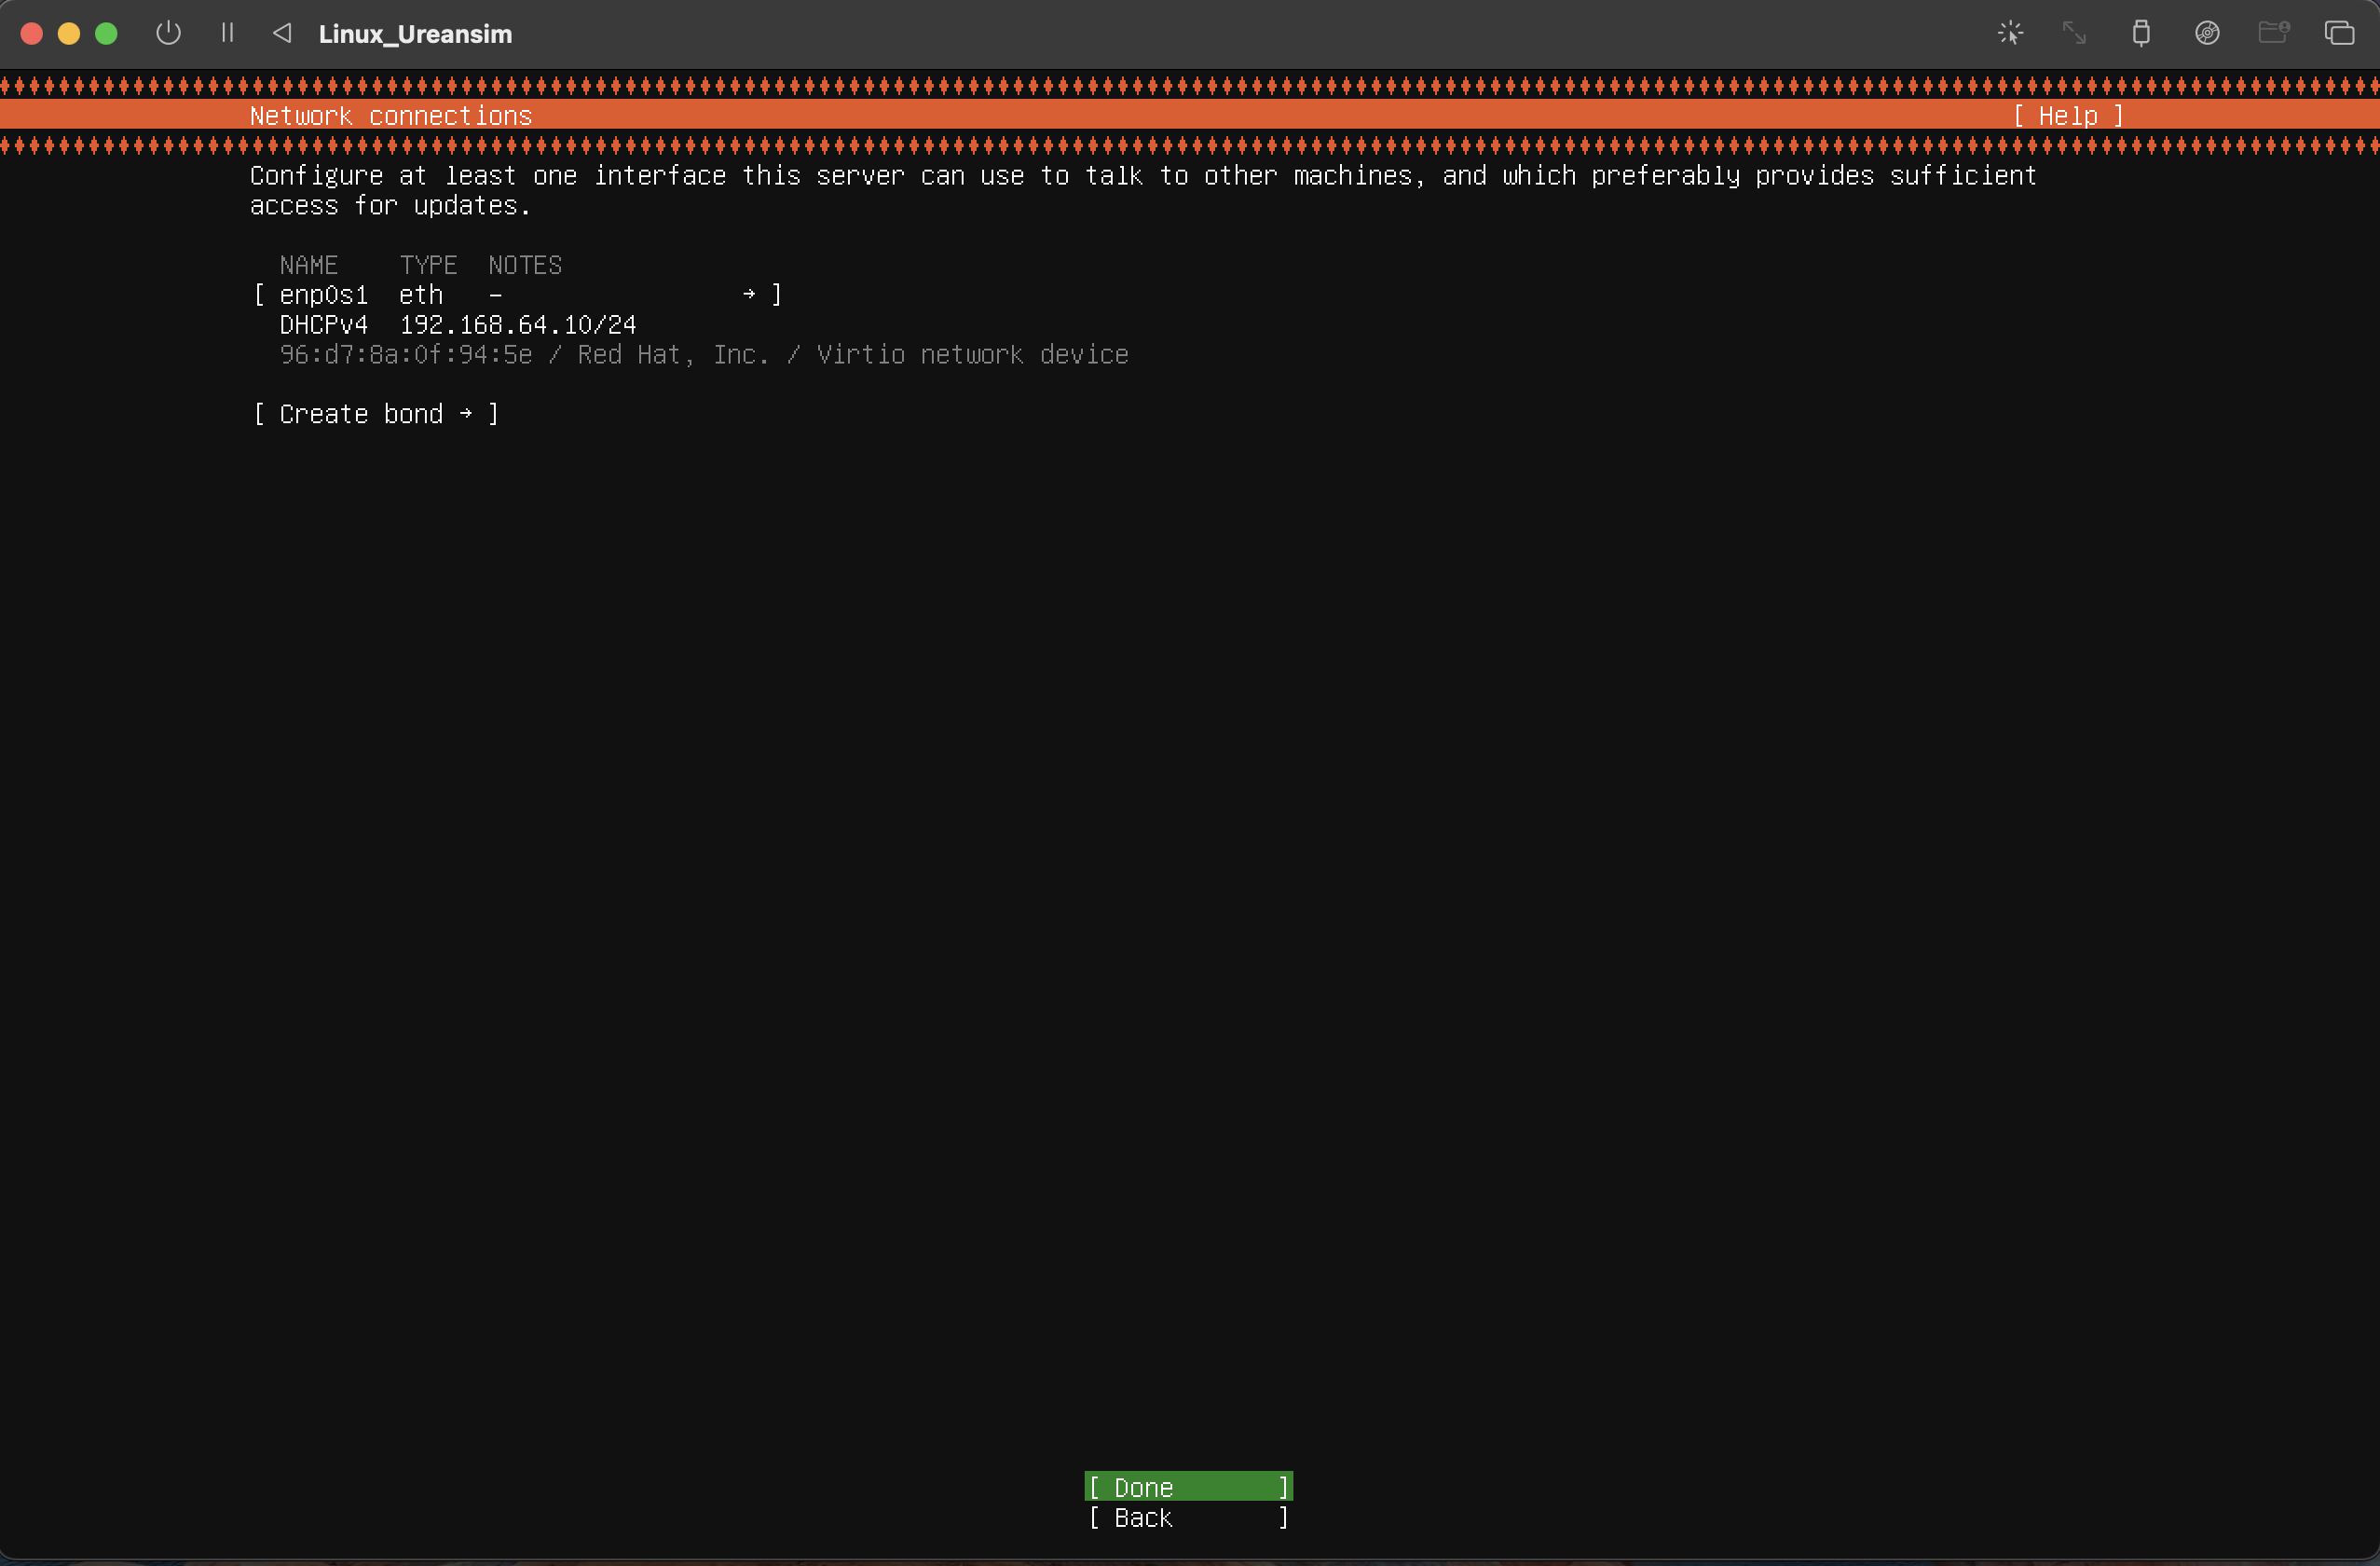 Linux_Ureansim
Network connections [ Help ]
Configure at least one interface this server can use to talk to other machines, and which preferably provides sufficient
access for updates.
NAME TYPE NOTES
[ enp0s1 eth - → ]
DHCPv4 192.168.64.10/24
96:d7:8a:0f:94:5e / Red Hat, Inc. / Virtio network device
[ Create bond → ]
[ Done ]
[ Back ]